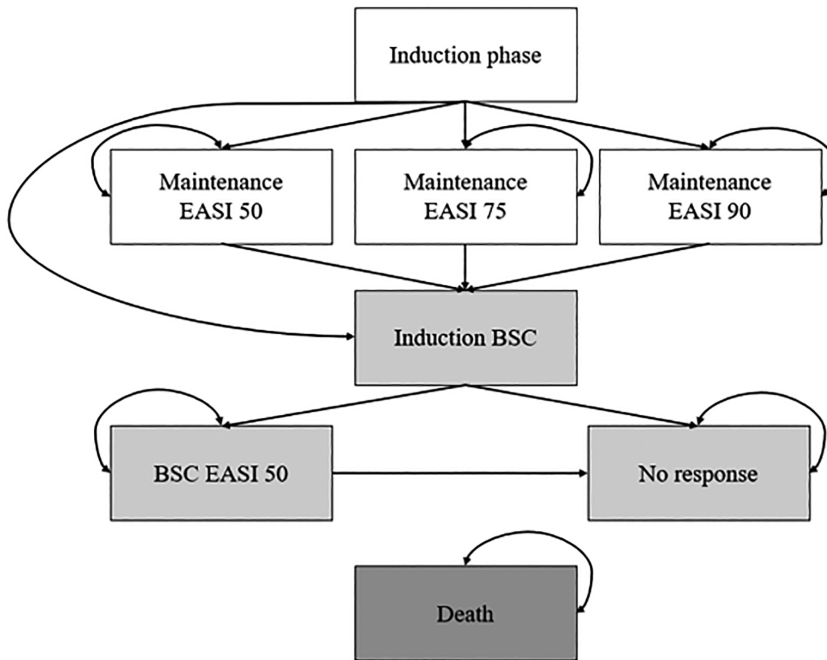 Induction phase
Maintenance
EASI 50
Maintenance
EASI 75
Maintenance
EASI 90
Induction BSC
BSC EASI 50
No response
Death